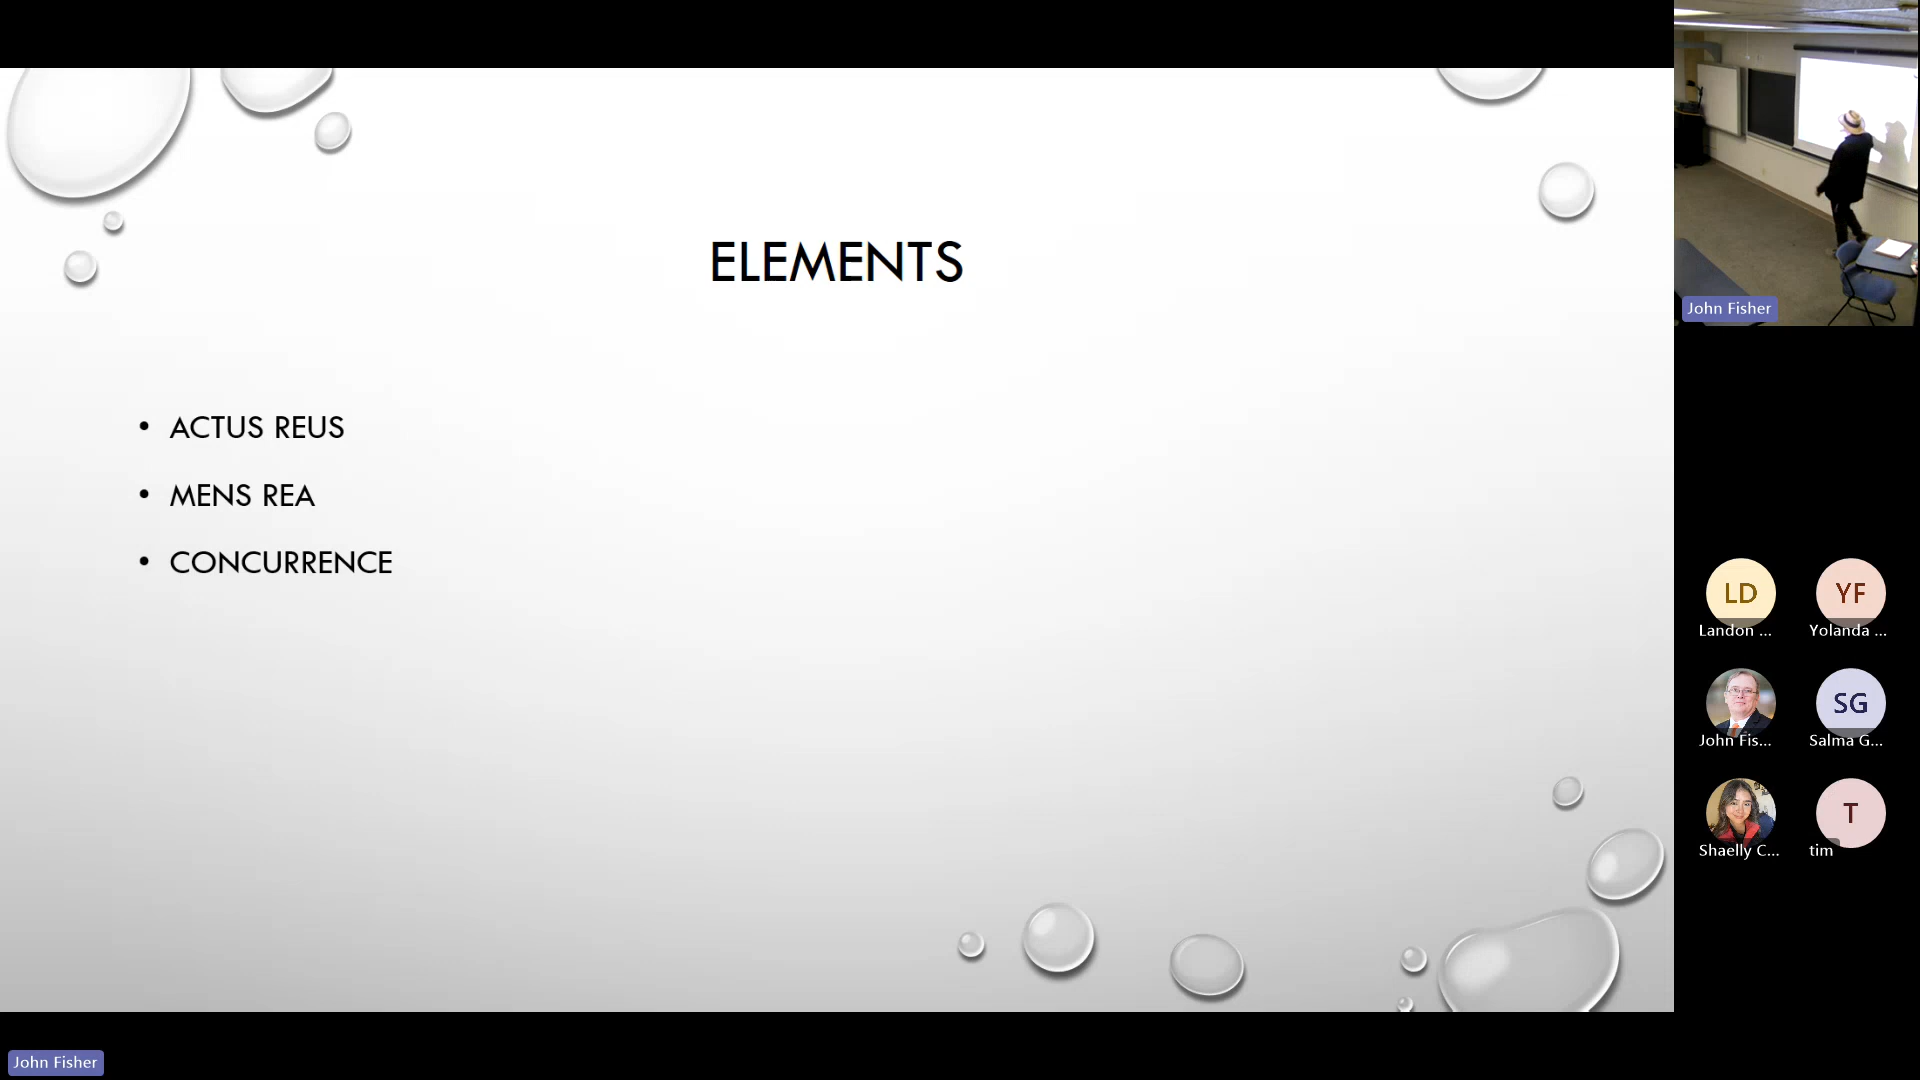 ELEMENTS
• ACTUS REUS
• MENS REA
• CONCURRENCE
John Fisher
LD
Landon ...
YF
Yolanda ...
John Fis...
SG
Salma G...
Shaelly C...
T
tim
John Fisher